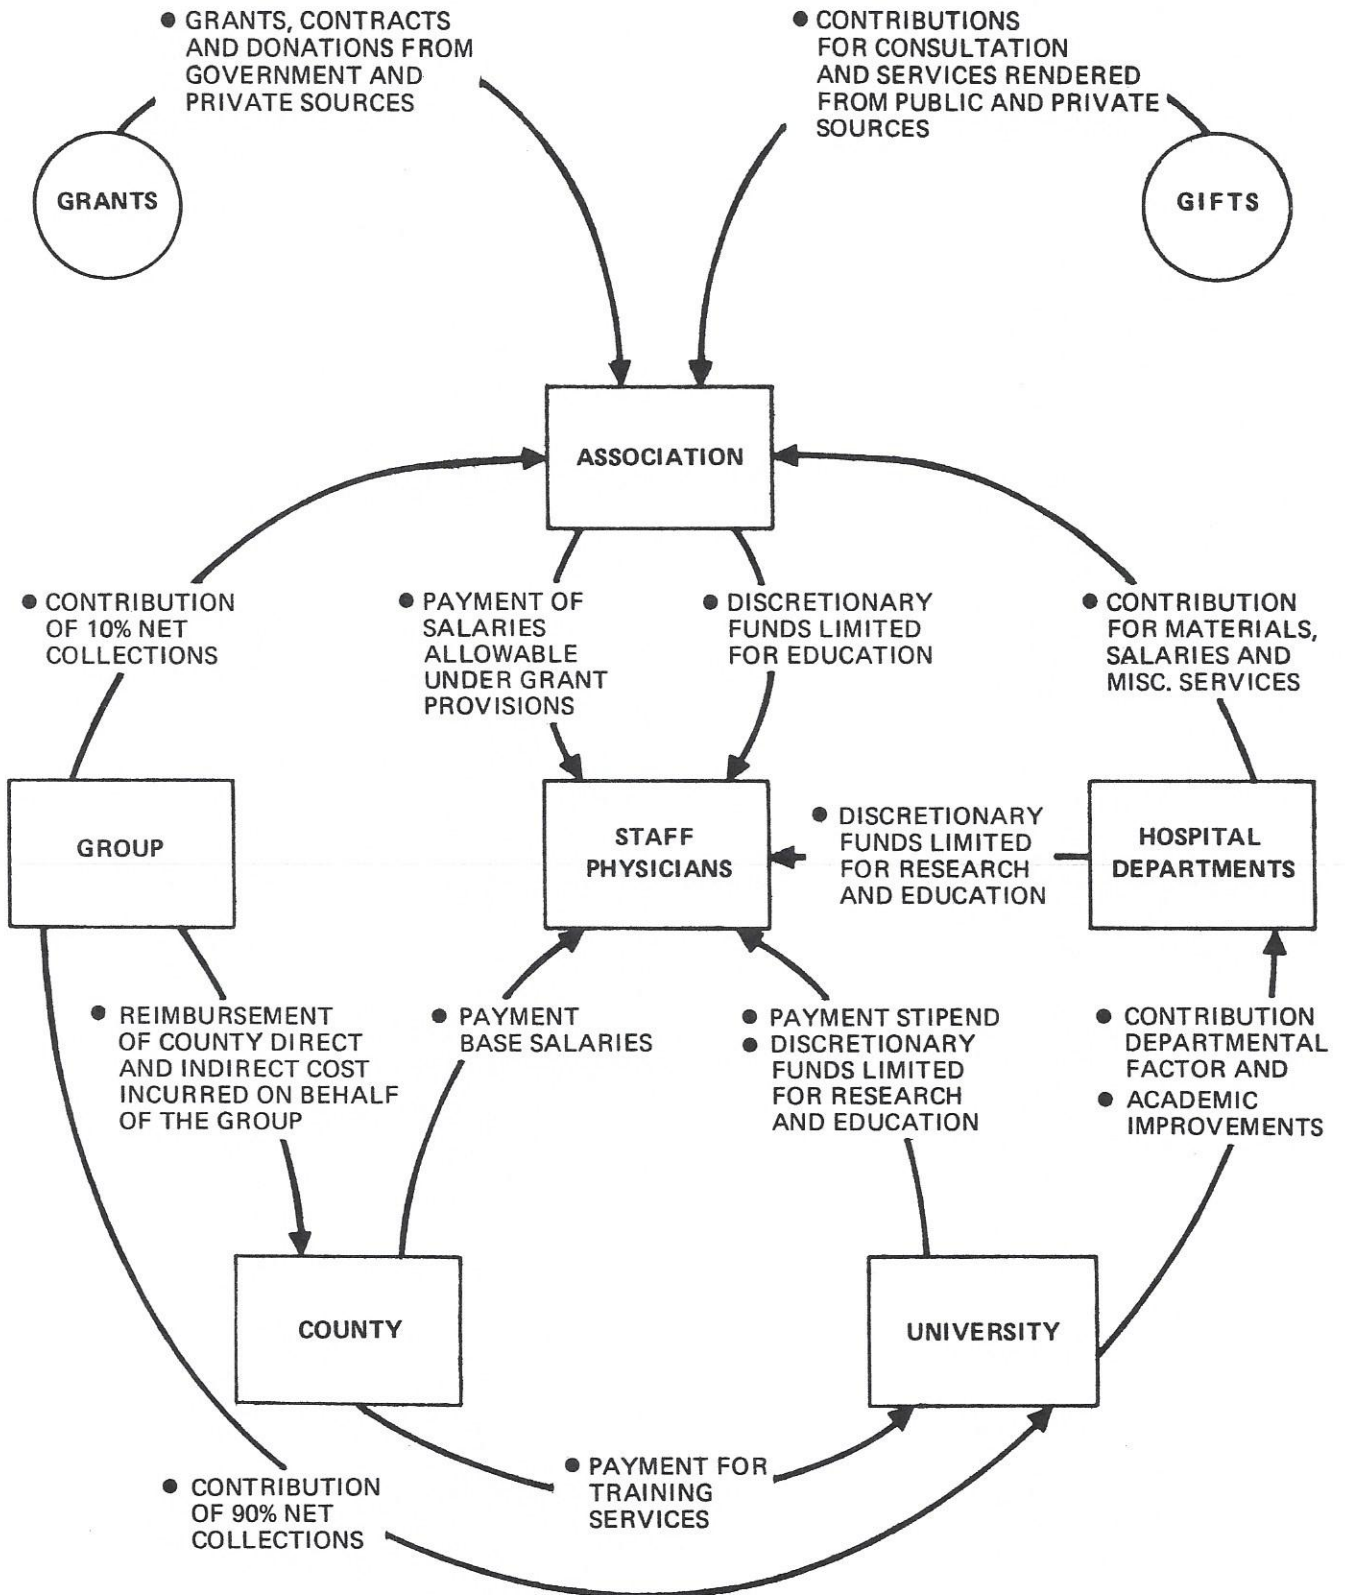 ● GRANTS, CONTRACTS
AND DONATIONS FROM
GOVERNMENT AND
PRIVATE SOURCES
● CONTRIBUTIONS
FOR CONSULTATION
AND SERVICES RENDERED
FROM PUBLIC AND PRIVATE
SOURCES
GRANTS
GIFTS
ASSOCIATION
● CONTRIBUTION
OF 10% NET
COLLECTIONS
● PAYMENT OF
SALARIES
ALLOWABLE
UNDER GRANT
PROVISIONS
● DISCRETIONARY
FUNDS LIMITED
FOR EDUCATION
● CONTRIBUTION
FOR MATERIALS,
SALARIES AND
MISC. SERVICES
GROUP
STAFF
PHYSICIANS
● DISCRETIONARY
FUNDS LIMITED
FOR RESEARCH
AND EDUCATION
HOSPITAL
DEPARTMENTS
● REIMBURSEMENT
OF COUNTY DIRECT
AND INDIRECT COST
INCURRED ON BEHALF
OF THE GROUP
● PAYMENT
BASE SALARIES
● PAYMENT STIPEND
● DISCRETIONARY
FUNDS LIMITED
FOR RESEARCH
AND EDUCATION
● CONTRIBUTION
DEPARTMENTAL
FACTOR AND
● ACADEMIC
IMPROVEMENTS
COUNTY
UNIVERSITY
● CONTRIBUTION
OF 90% NET
COLLECTIONS
● PAYMENT FOR
TRAINING
SERVICES